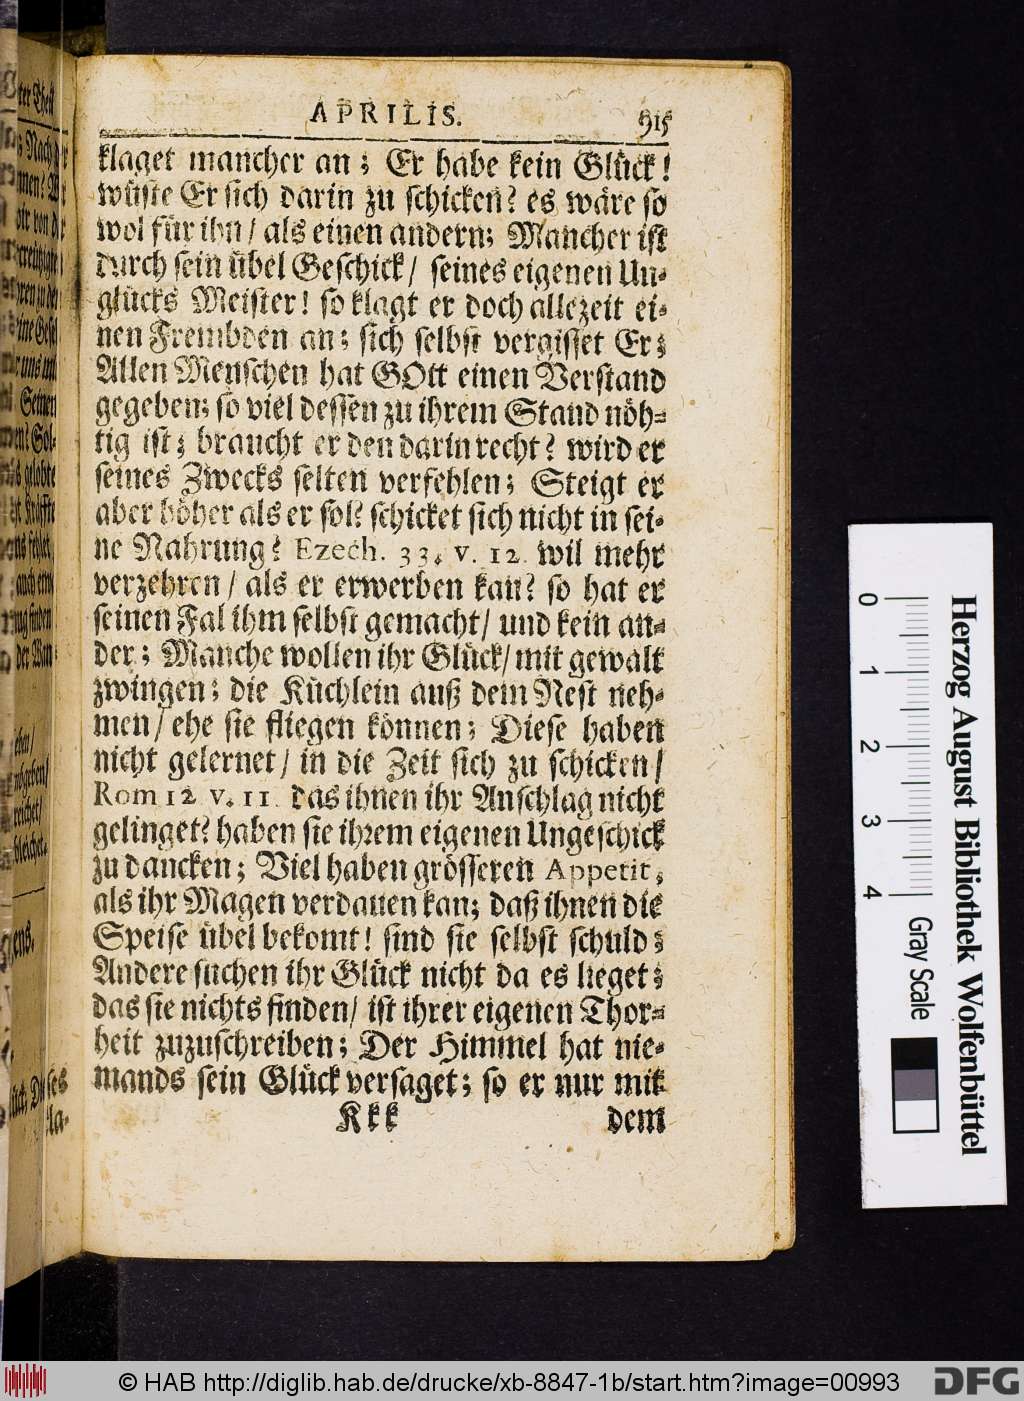 APRILIS. 915
klaget mancher an; Er habe kein Glück!
wüste Er sich darin zu schicken? es wäre so
wol für ihn/ als einen andern; Mancher ist
durch sein übel Geschick/ seines eigenen Un-
glücks Meister! so klagt er doch allezeit ei-
nen Frembden an; sich selbst vergisset Er;
Allen Menschen hat GOtt einen Verstand
gegeben; so viel dessen zu ihrem Stand nöh-
tig ist; braucht er den darin recht? wird er
seines Zwecks selten verfehlen; Steigt er
aber höher als er sol? schicket sich nicht in sei-
ne Nahrung? Ezech. 33. v. 12. wil mehr
verzehren/ als er erwerben kan? so hat er
seinen Fal ihm selbst gemacht/ und kein an-
der; Manche wollen ihr Glück/ mit gewalt
zwingen; die Küchlein auß dem Nest neh-
men/ ehe sie fliegen können; Diese haben
nicht gelernet/ in die Zeit sich zu schicken/
Rom 12 v. 11. das ihnen ihr Anschlag nicht
gelinget? haben sie ihrem eigenen Ungeschick
zu dancken; Viel haben grösseren Appetit,
als ihr Magen verdauen kan; daß ihnen die
Speise übel bekomt! sind sie selbst schuld;
Andere suchen ihr Glück nicht da es lieget;
das sie nichts finden/ ist ihrer eigenen Thor-
heit zuzuschreiben; Der Himmel hat nie-
mands sein Glück versaget; so er nur mit
Kkk dem
0 1 2 3 4
Gray Scale
Herzog August Bibliothek Wolfenbüttel
© HAB http://diglib.hab.de/drucke/xb-8847-1b/start.htm?image=00993
DFG